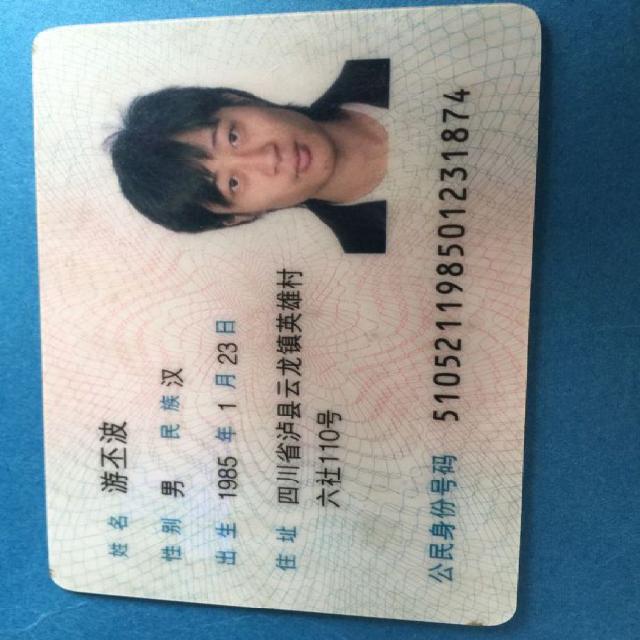 姓名 游丕波
性别 男 民族 汉
出生 1985 年 1 月 23 日
住址 四川省泸县云龙镇英雄村
六社110号
公民身份号码 510521198501231874